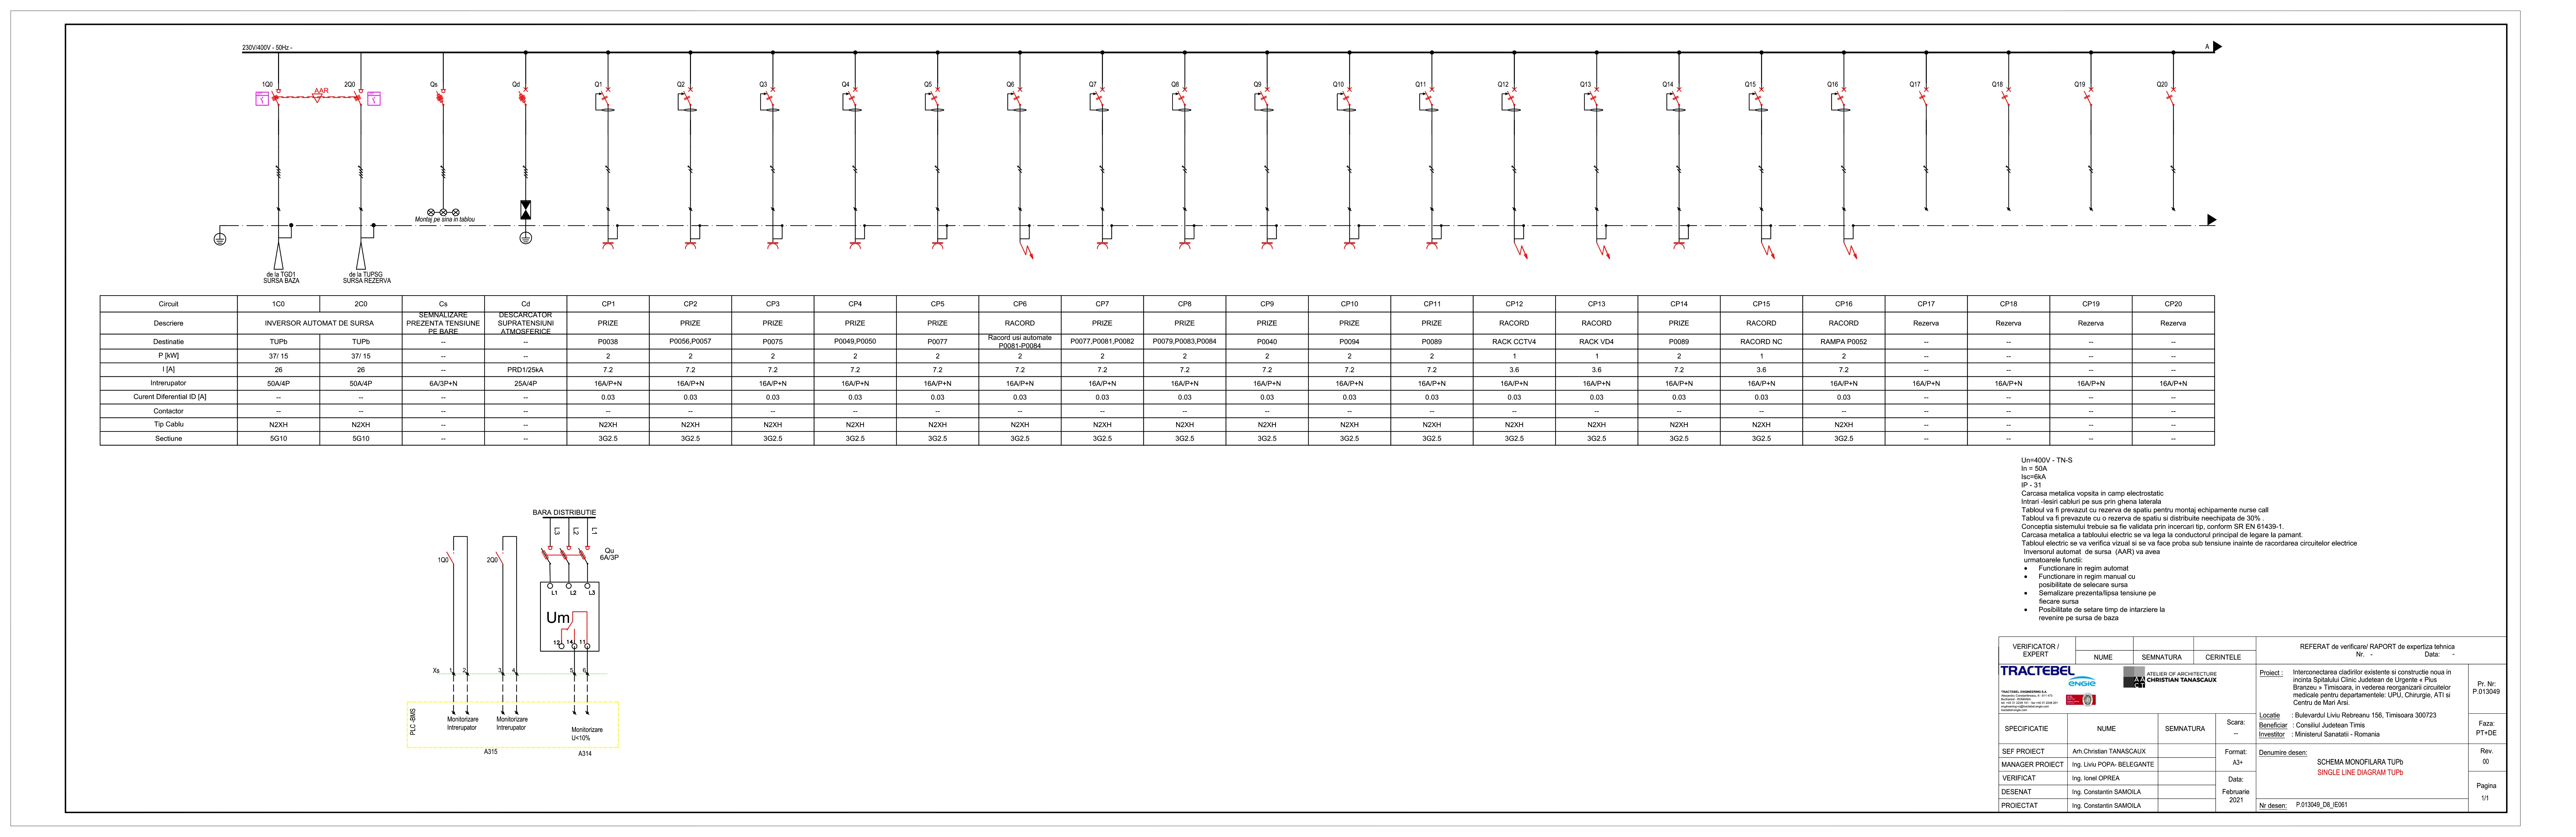 230V/400V - 50Hz -
A
1Q0 AAR 2Q0 Qs Qd Q1 Q2 Q3 Q4 Q5 Q6 Q7 Q8 Q9 Q10 Q11 Q12 Q13 Q14 Q15 Q16 Q17 Q18 Q19 Q20
Montaj pe sina in tablou
de la TGD1
SURSA BAZA
de la TUPSG
SURSA REZERVA
Circuit 1C0 2C0 Cs Cd CP1 CP2 CP3 CP4 CP5 CP6 CP7 CP8 CP9 CP10 CP11 CP12 CP13 CP14 CP15 CP16 CP17 CP18 CP19 CP20
Descriere INVERSOR AUTOMAT DE SURSA SEMNALIZARE PREZENTA TENSIUNE PE BARE DESCARCATOR SUPRATENSIUNI ATMOSFERICE PRIZE PRIZE PRIZE PRIZE PRIZE RACORD PRIZE PRIZE PRIZE PRIZE PRIZE RACORD RACORD PRIZE RACORD RACORD Rezerva Rezerva Rezerva Rezerva
Destinatie TUPb TUPb -- -- P0038 P0056,P0057 P0075 P0049,P0050 P0077 Racord usi automate P0081-P0084 P0077,P0081,P0082 P0079,P0083,P0084 P0040 P0094 P0089 RACK CCTV4 RACK VD4 P0089 RACORD NC RAMPA P0052 -- -- -- --
P [kW] 37/ 15 37/ 15 -- -- 2 2 2 2 2 2 2 2 2 2 2 1 1 2 1 2 -- -- -- --
I [A] 26 26 -- PRD1/25kA 7.2 7.2 7.2 7.2 7.2 7.2 7.2 7.2 7.2 7.2 7.2 3.6 3.6 7.2 3.6 7.2 -- -- -- --
Intrerupator 50A/4P 50A/4P 6A/3P+N 25A/4P 16A/P+N 16A/P+N 16A/P+N 16A/P+N 16A/P+N 16A/P+N 16A/P+N 16A/P+N 16A/P+N 16A/P+N 16A/P+N 16A/P+N 16A/P+N 16A/P+N 16A/P+N 16A/P+N 16A/P+N 16A/P+N 16A/P+N 16A/P+N
Curent Diferential ID [A] -- -- -- -- 0.03 0.03 0.03 0.03 0.03 0.03 0.03 0.03 0.03 0.03 0.03 0.03 0.03 0.03 0.03 0.03 -- -- -- --
Contactor -- -- -- -- -- -- -- -- -- -- -- -- -- -- -- -- -- -- -- -- -- -- -- --
Tip Cablu N2XH N2XH -- -- N2XH N2XH N2XH N2XH N2XH N2XH N2XH N2XH N2XH N2XH N2XH N2XH N2XH N2XH N2XH N2XH -- -- -- --
Sectiune 5G10 5G10 -- -- 3G2.5 3G2.5 3G2.5 3G2.5 3G2.5 3G2.5 3G2.5 3G2.5 3G2.5 3G2.5 3G2.5 3G2.5 3G2.5 3G2.5 3G2.5 3G2.5 -- -- -- --
Un=400V - TN-S
In = 50A
Isc=6kA
IP - 31
Carcasa metalica vopsita in camp electrostatic
Intrari -Iesiri cabluri pe sus prin ghena laterala
Tabloul va fi prevazut cu rezerva de spatiu pentru montaj echipamente nurse call
Tabloul va fi prevazute cu o rezerva de spatiu si distribuite neechipata de 30% .
Conceptia sistemului trebuie sa fie validata prin incercari tip, conform SR EN 61439-1.
Carcasa metalica a tabloului electric se va lega la conductorul principal de legare la pamant.
Tabloul electric se va verifica vizual si se va face proba sub tensiune inainte de racordarea circuitelor electrice
Inversorul automat de sursa (AAR) va avea
urmatoarele functii:
• Functionare in regim automat
• Functionare in regim manual cu
posibilitate de selecare sursa
• Semalizare prezenta/lipsa tensiune pe
fiecare sursa
• Posibilitate de setare timp de intarziere la
revenire pe sursa de baza
BARA DISTRIBUTIE
L3 L2 L1
1Q0 2Q0
Qu
6A/3P
L1 L2 L3
Um
12 14 11
Xs 1 2 3 4 5 6
PLC -BMS
Monitorizare
Intrerupator
Monitorizare
Intrerupator
Monitorizare
U<10%
A315
A314
VERIFICATOR /
EXPERT
NUME SEMNATURA CERINTELE
REFERAT de verificare/ RAPORT de expertiza tehnica
Nr. - Data: -
TRACTEBEL
ENGIE
ATELIER OF ARCHITECTURE
CHRISTIAN TANASCAUX
TRACTEBEL ENGINEERING S.A.
Proiect : Interconectarea cladirilor existente si constructie noua in
incinta Spitalului Clinic Judetean de Urgente « Pius
Branzeu » Timisoara, in vederea reorganizarii circuitelor
medicale pentru departamentele: UPU, Chirurgie, ATI si
Centru de Mari Arsi.
Pr. Nr:
P.013049
Locatie : Bulevardul Liviu Rebreanu 156, Timisoara 300723
Beneficiar : Consiliul Judetean Timis
Investitor : Ministerul Sanatatii - Romania
Faza:
PT+DE
SPECIFICATIE NUME SEMNATURA
Scara:
--
SEF PROIECT Arh.Christian TANASCAUX
MANAGER PROIECT Ing. Liviu POPA- BELEGANTE
VERIFICAT Ing. Ionel OPREA
DESENAT Ing. Constantin SAMOILA
PROIECTAT Ing. Constantin SAMOILA
Format:
A3+
Data:
Februarie
2021
Denumire desen:
SCHEMA MONOFILARA TUPb
SINGLE LINE DIAGRAM TUPb
Rev.
00
Pagina
1/1
Nr desen: P.013049_D8_IE061